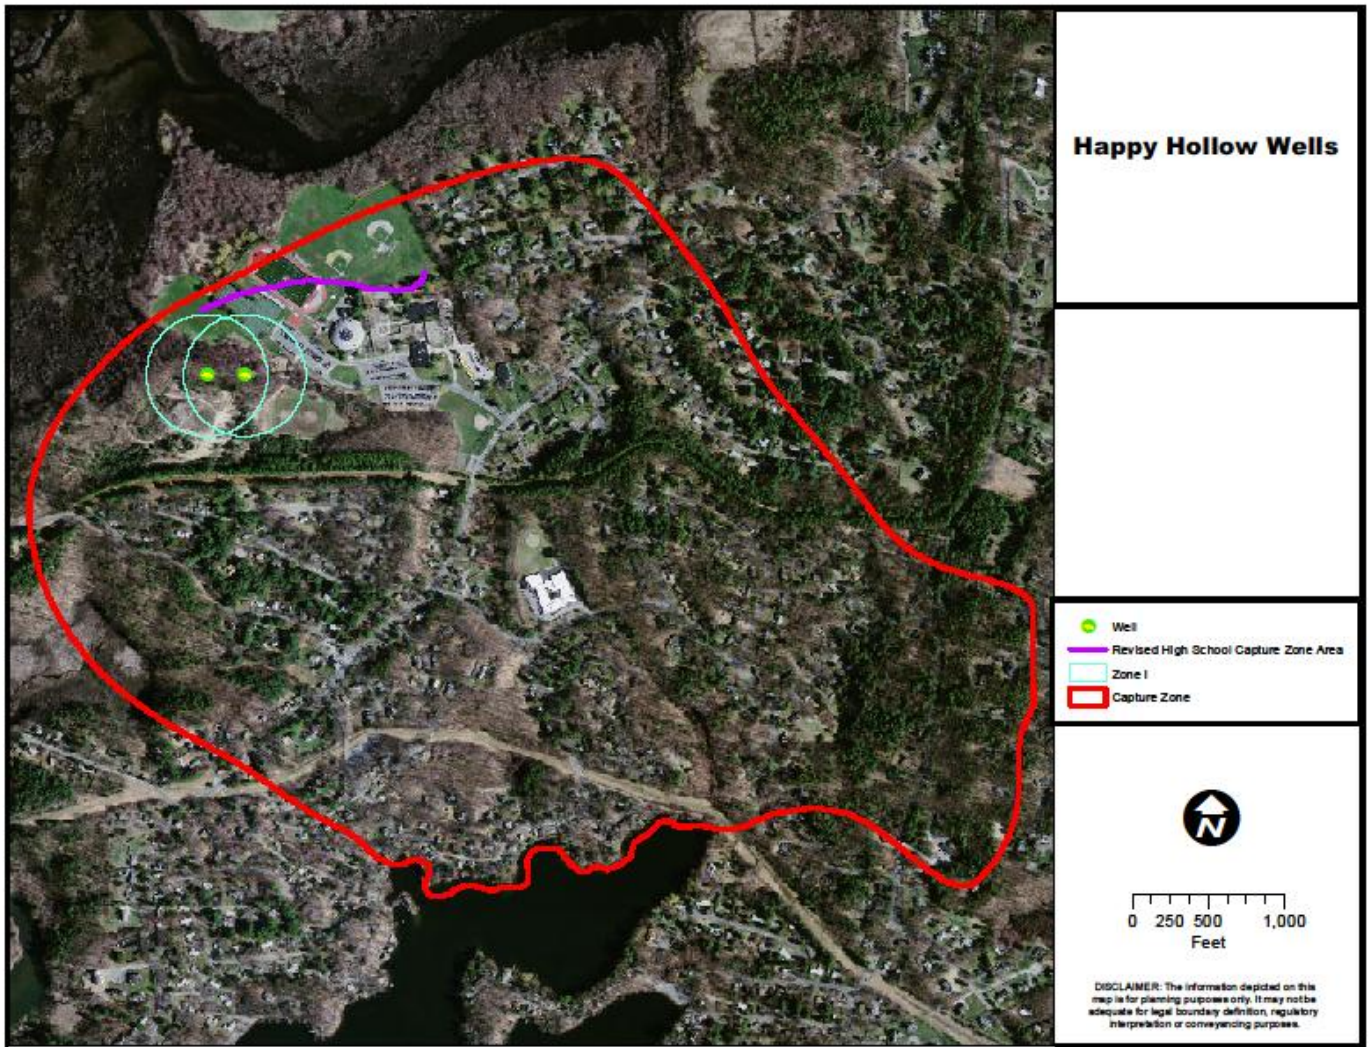 Happy Hollow Wells
Well
Revised High School Capture Zone Area
Zone I
Capture Zone
N
0 250 500 1,000
Feet
DISCLAIMER: The information depicted on this
map is for planning purposes only. It may not be
adequate for legal boundary definition, regulatory
interpretation or conveyancing purposes.